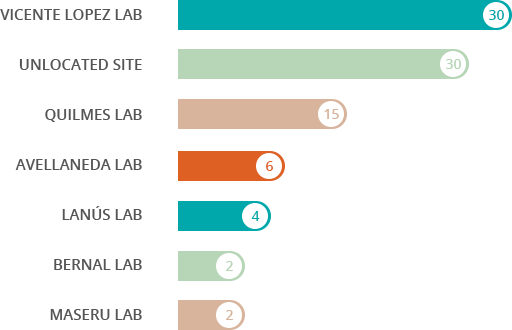 VICENTE LOPEZ LAB 30
UNLOCATED SITE 30
QUILMES LAB 15
AVELLANEDA LAB 6
LANÚS LAB 4
BERNAL LAB 2
MASERU LAB 2